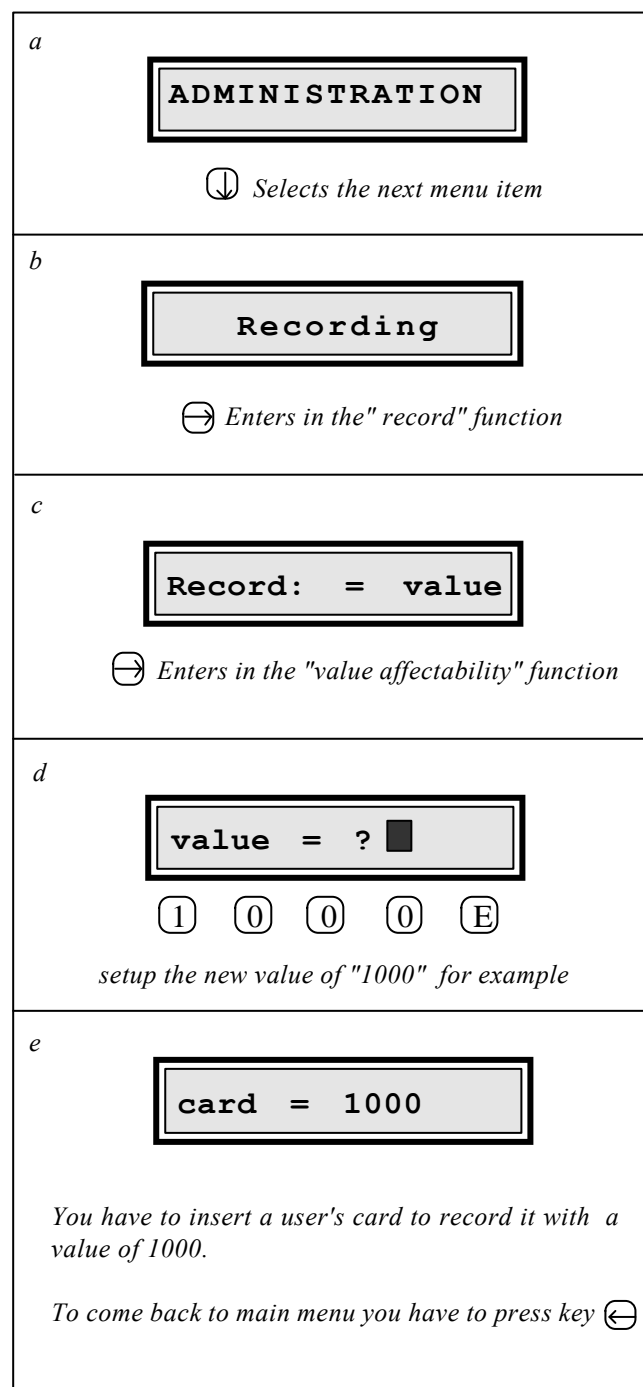 a
ADMINISTRATION
↓ Selects the next menu item
b
Recording
→ Enters in the" record" function
c
Record: = value
→ Enters in the "value affectability" function
d
value = ?
1 0 0 0 E
setup the new value of "1000" for example
e
card = 1000
You have to insert a user's card to record it with a
value of 1000.
To come back to main menu you have to press key ←